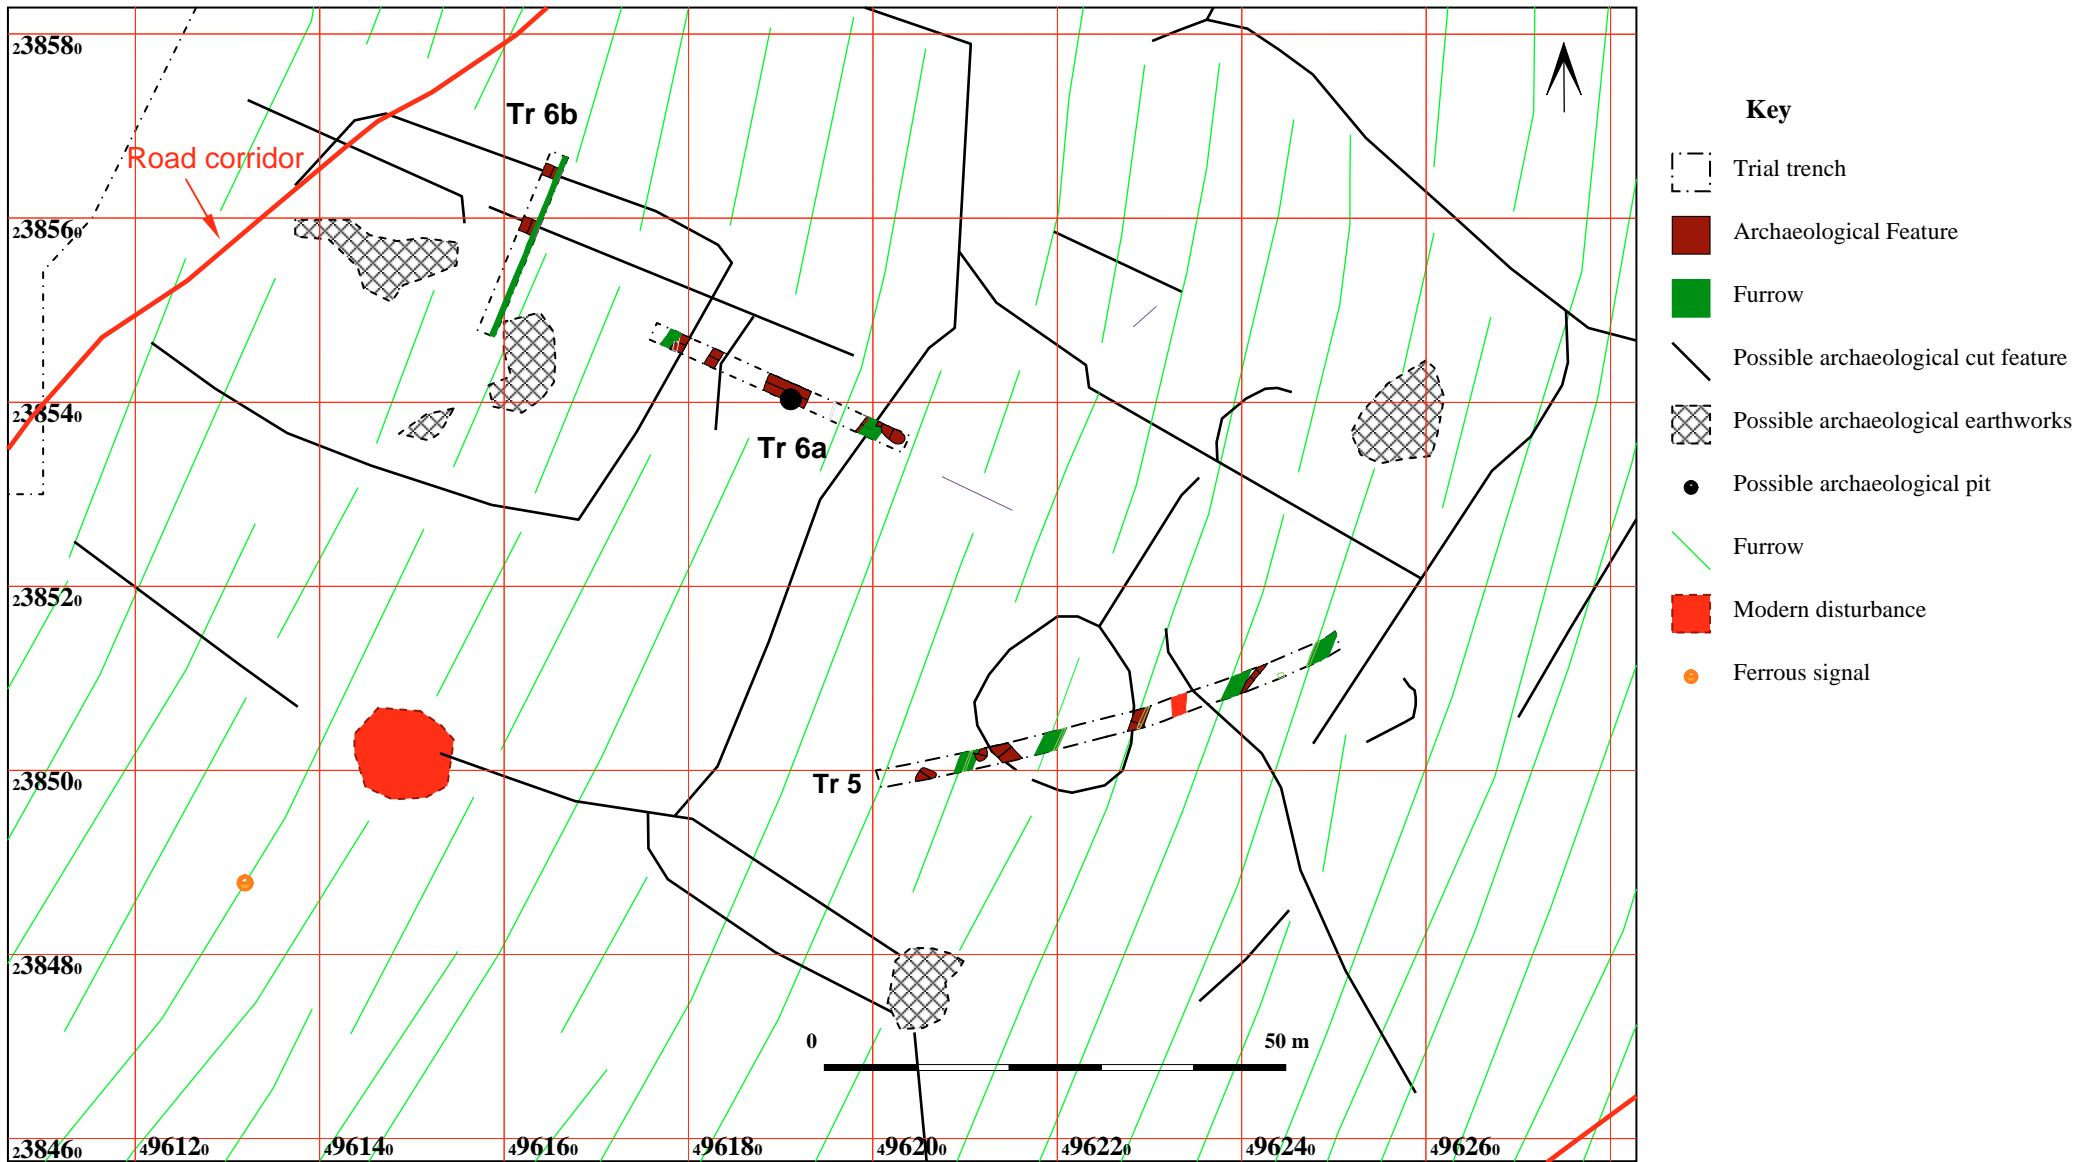 238580
Tr 6b
Road corridor
238560
238540
Tr 6a
238520
238500
Tr 5
238480
0 50 m
238460
496120 496140 496160 496180 496200 496220 496240 496260
Key
Trial trench
Archaeological Feature
Furrow
Possible archaeological cut feature
Possible archaeological earthworks
Possible archaeological pit
Furrow
Modern disturbance
Ferrous signal